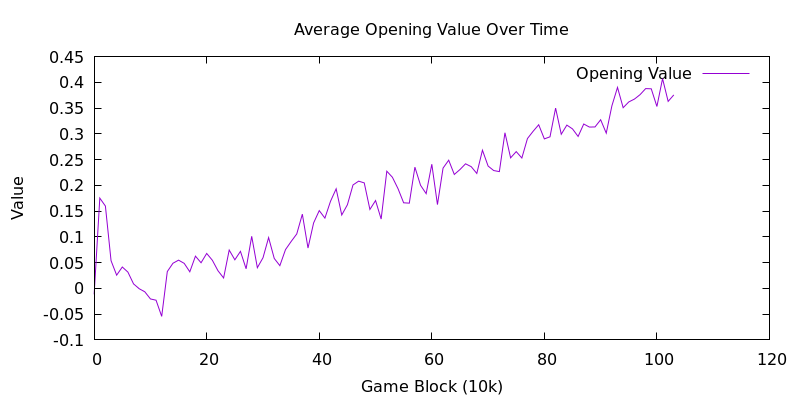 Average Opening Value Over Time
Opening Value
0.45
0.4
0.35
0.3
0.25
0.2
0.15
0.1
0.05
0
-0.05
-0.1
Value
0 20 40 60 80 100 120
Game Block (10k)